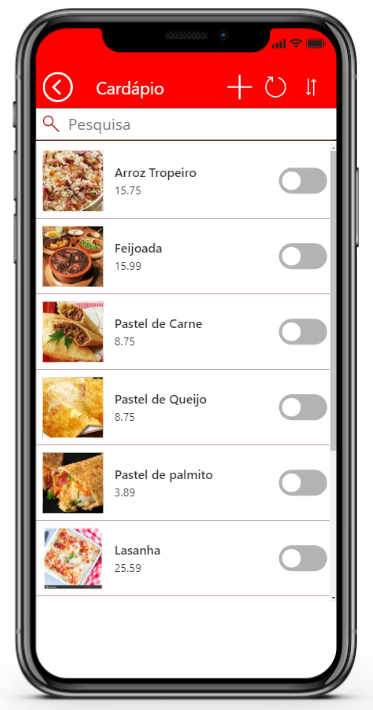 Cardápio
Pesquisa
Arroz Tropeiro
15.75
Feijoada
15.99
Pastel de Carne
8.75
Pastel de Queijo
8.75
Pastel de palmito
3.89
Lasanha
25.59